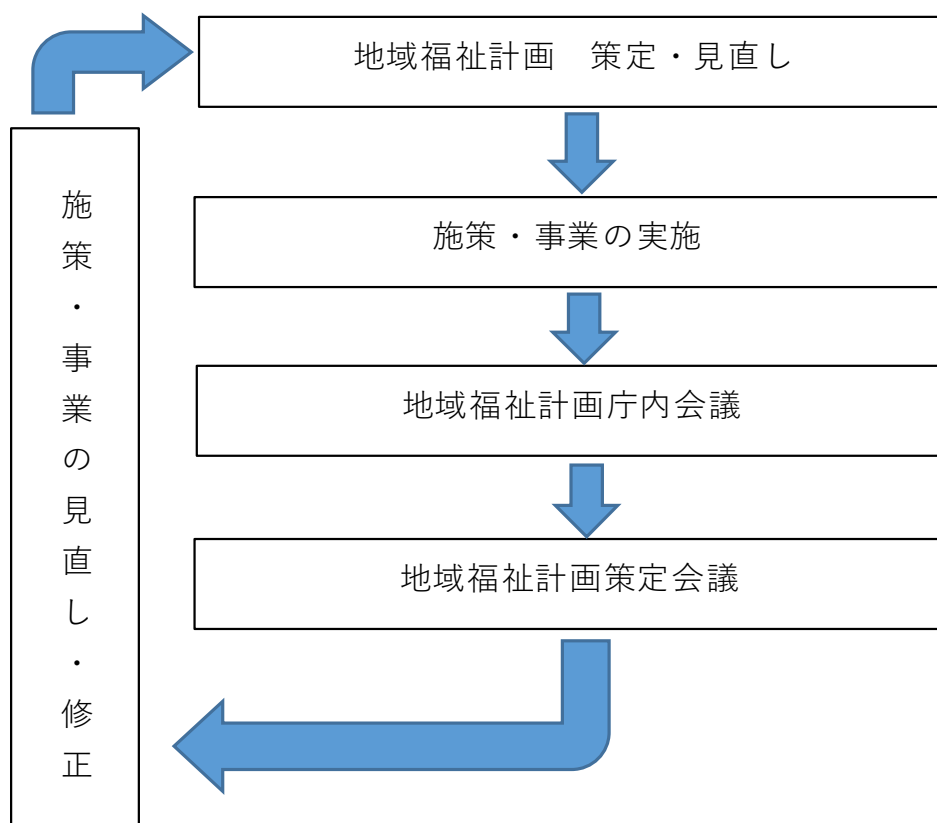 地域福祉計画　策定・見直し
施策・事業の実施
地域福祉計画庁内会議
地域福祉計画策定会議
施策・事業の見直し・修正